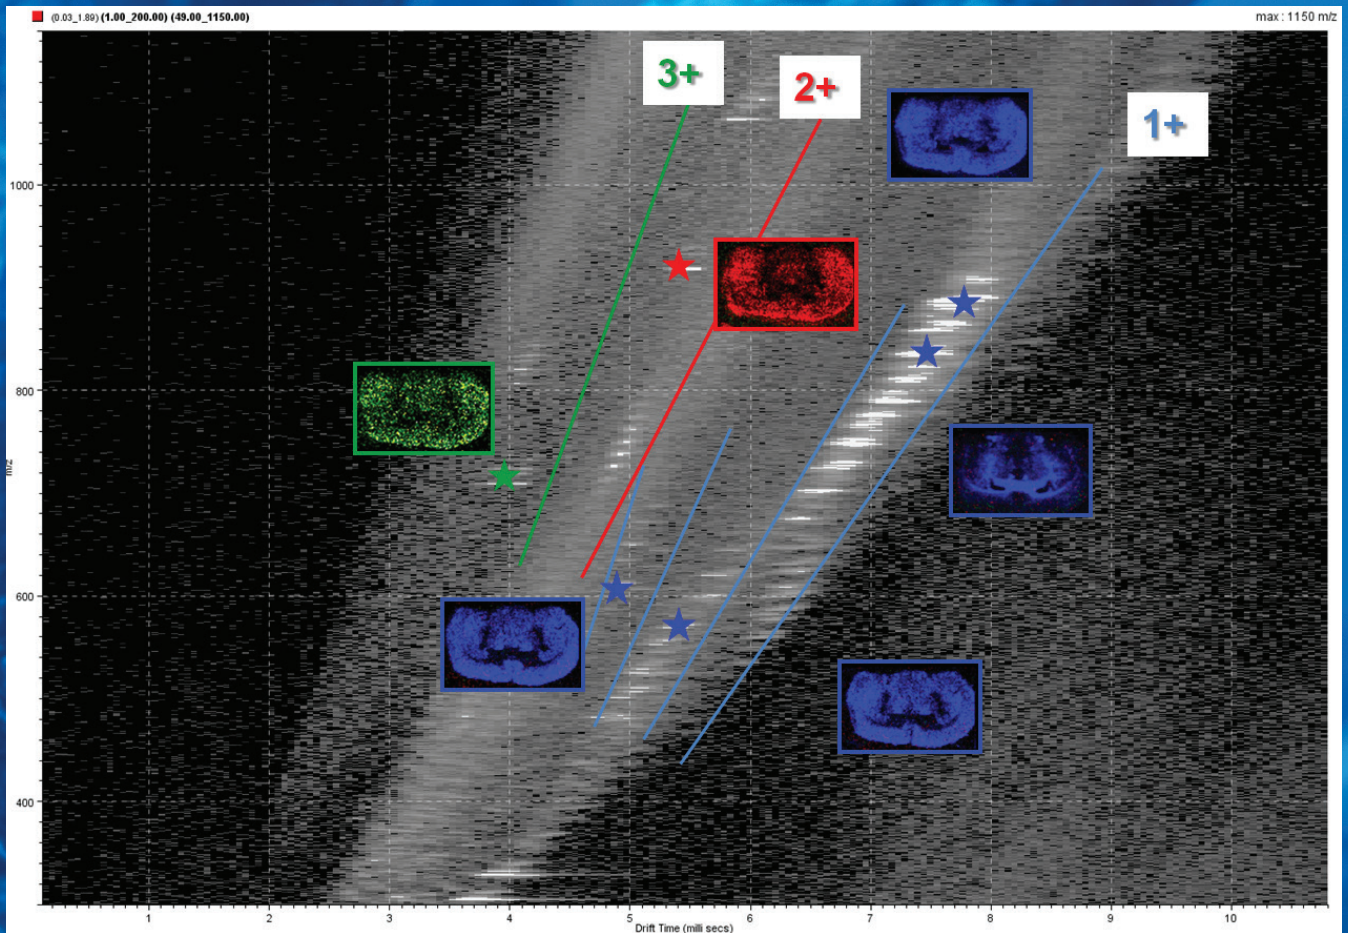 (0.03_1.89) (1.00_200.00) (49.00_1150.00)
max : 1150 m/z
3+
2+
1+
1000
800
m/z
600
400
1 2 3 4 5 6 7 8 9 10
Drift Time (milli secs)